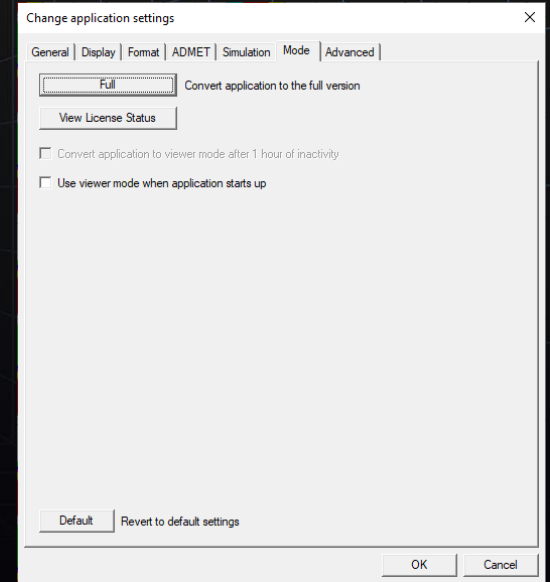 Change application settings
General Display Format ADMET Simulation Mode Advanced
Full Convert application to the full version
View License Status
Convert application to viewer mode after 1 hour of inactivity
Use viewer mode when application starts up
Default Revert to default settings
OK Cancel